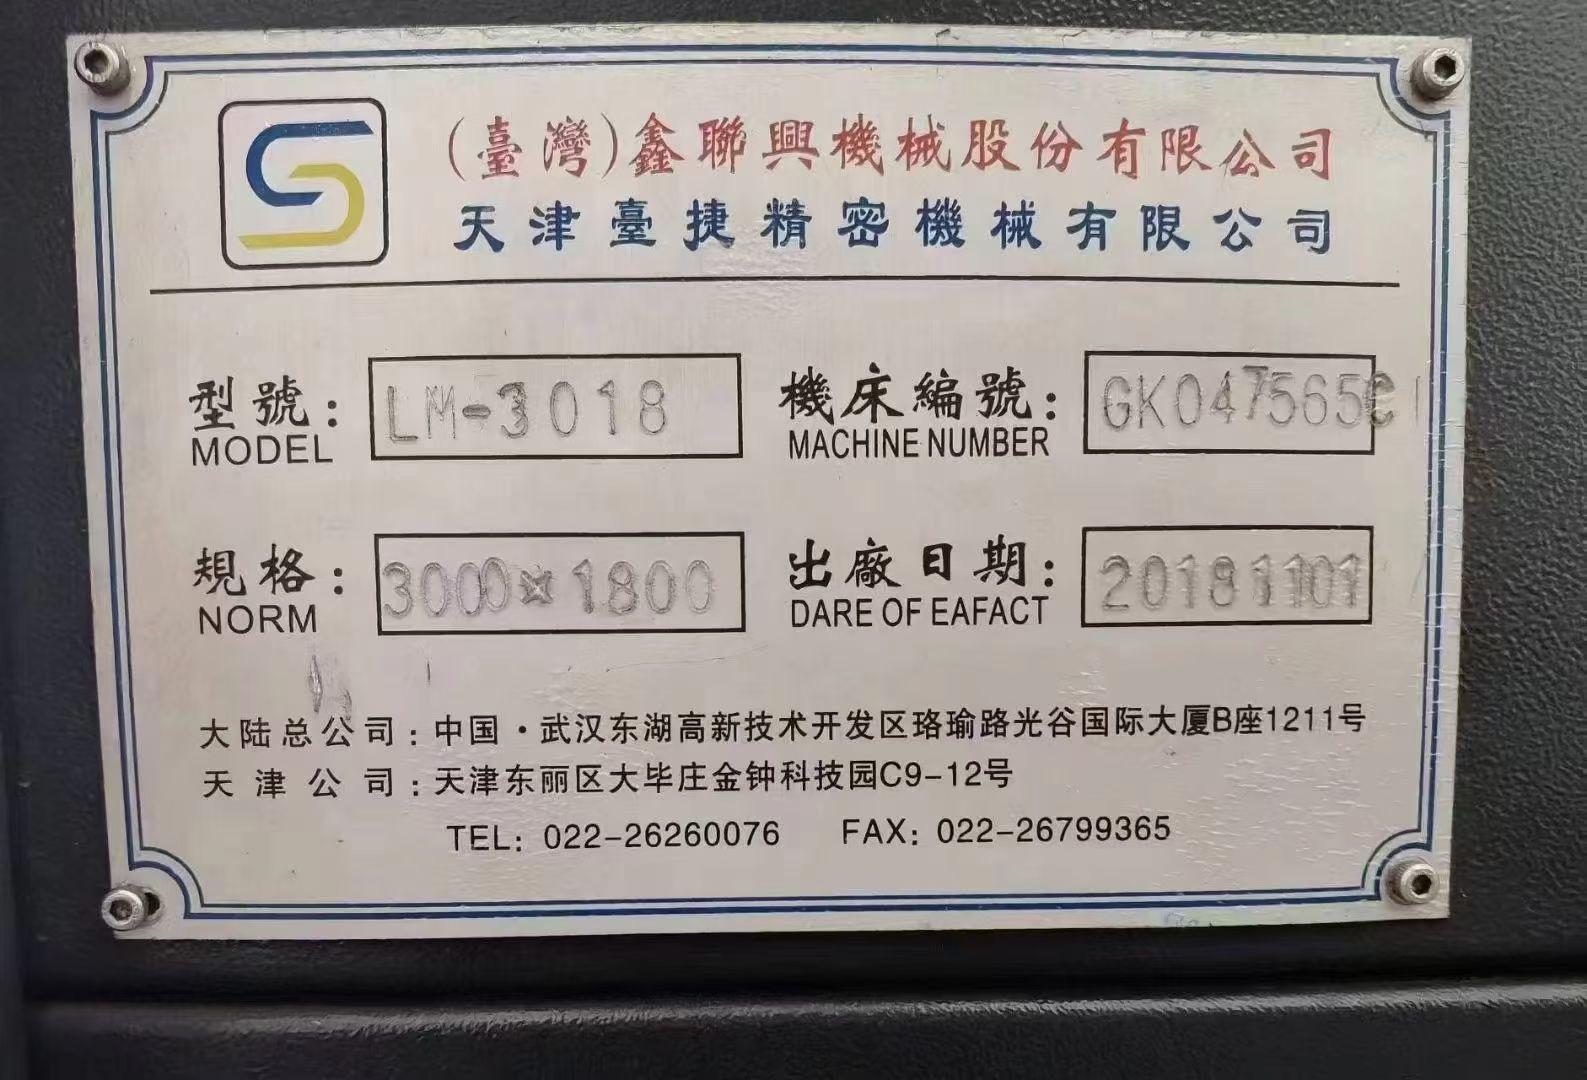 (臺灣)鑫聯興機械股份有限公司
天津臺捷精密機械有限公司
型號: LM-3018 機床編號: GK047565C
MODEL MACHINE NUMBER
規格: 3000×1800 出廠日期: 20181101
NORM DARE OF EAFACT
大陆总公司:中国·武汉东湖高新技术开发区珞瑜路光谷国际大厦B座1211号
天津公司:天津东丽区大毕庄金钟科技园C9-12号
TEL: 022-26260076 FAX: 022-26799365